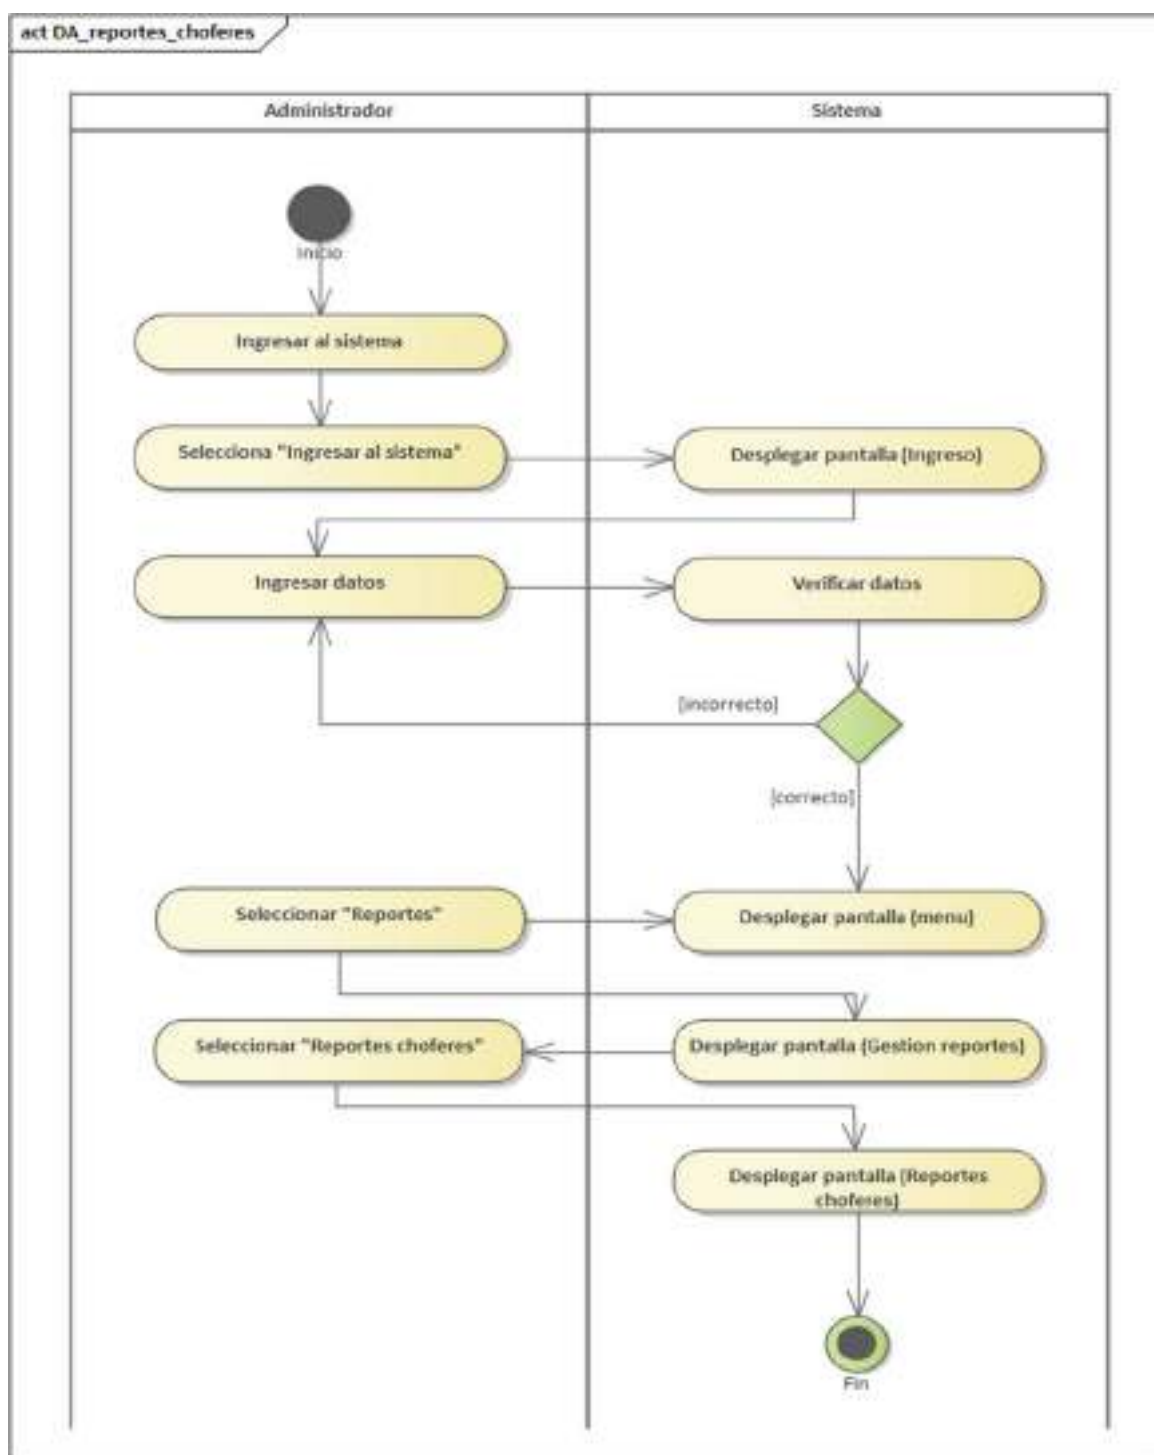 act DA_reportes_choferes
Administrador
Sistema
Inicio
Ingresar al sistema
Selecciona "Ingresar al sistema"
Desplegar pantalla (Ingreso)
Ingresar datos
Verificar datos
[incorrecto]
[correcto]
Seleccionar "Reportes"
Desplegar pantalla (menu)
Seleccionar "Reportes choferes"
Desplegar pantalla (Gestion reportes)
Desplegar pantalla (Reportes
choferes)
Fin